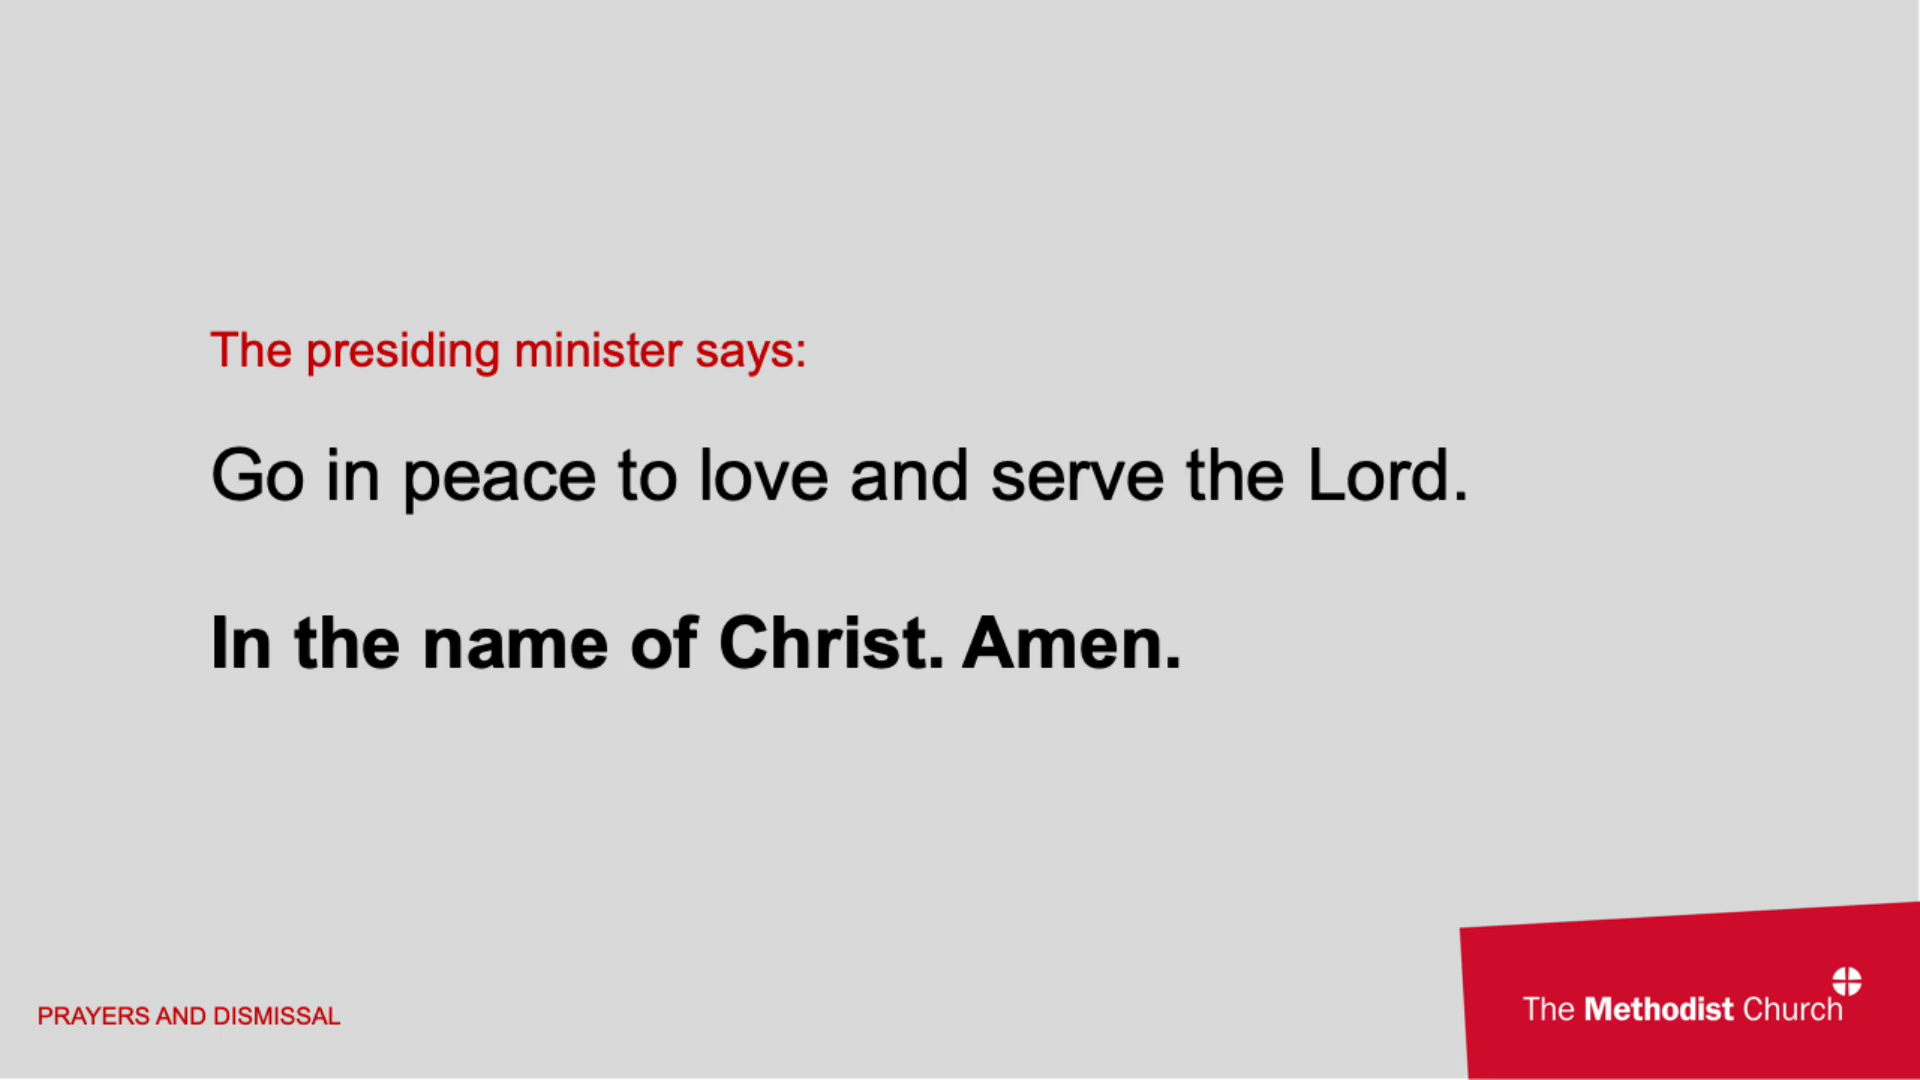 The presiding minister says:
Go in peace to love and serve the Lord.
In the name of Christ. Amen.
PRAYERS AND DISMISSAL
The Methodist Church